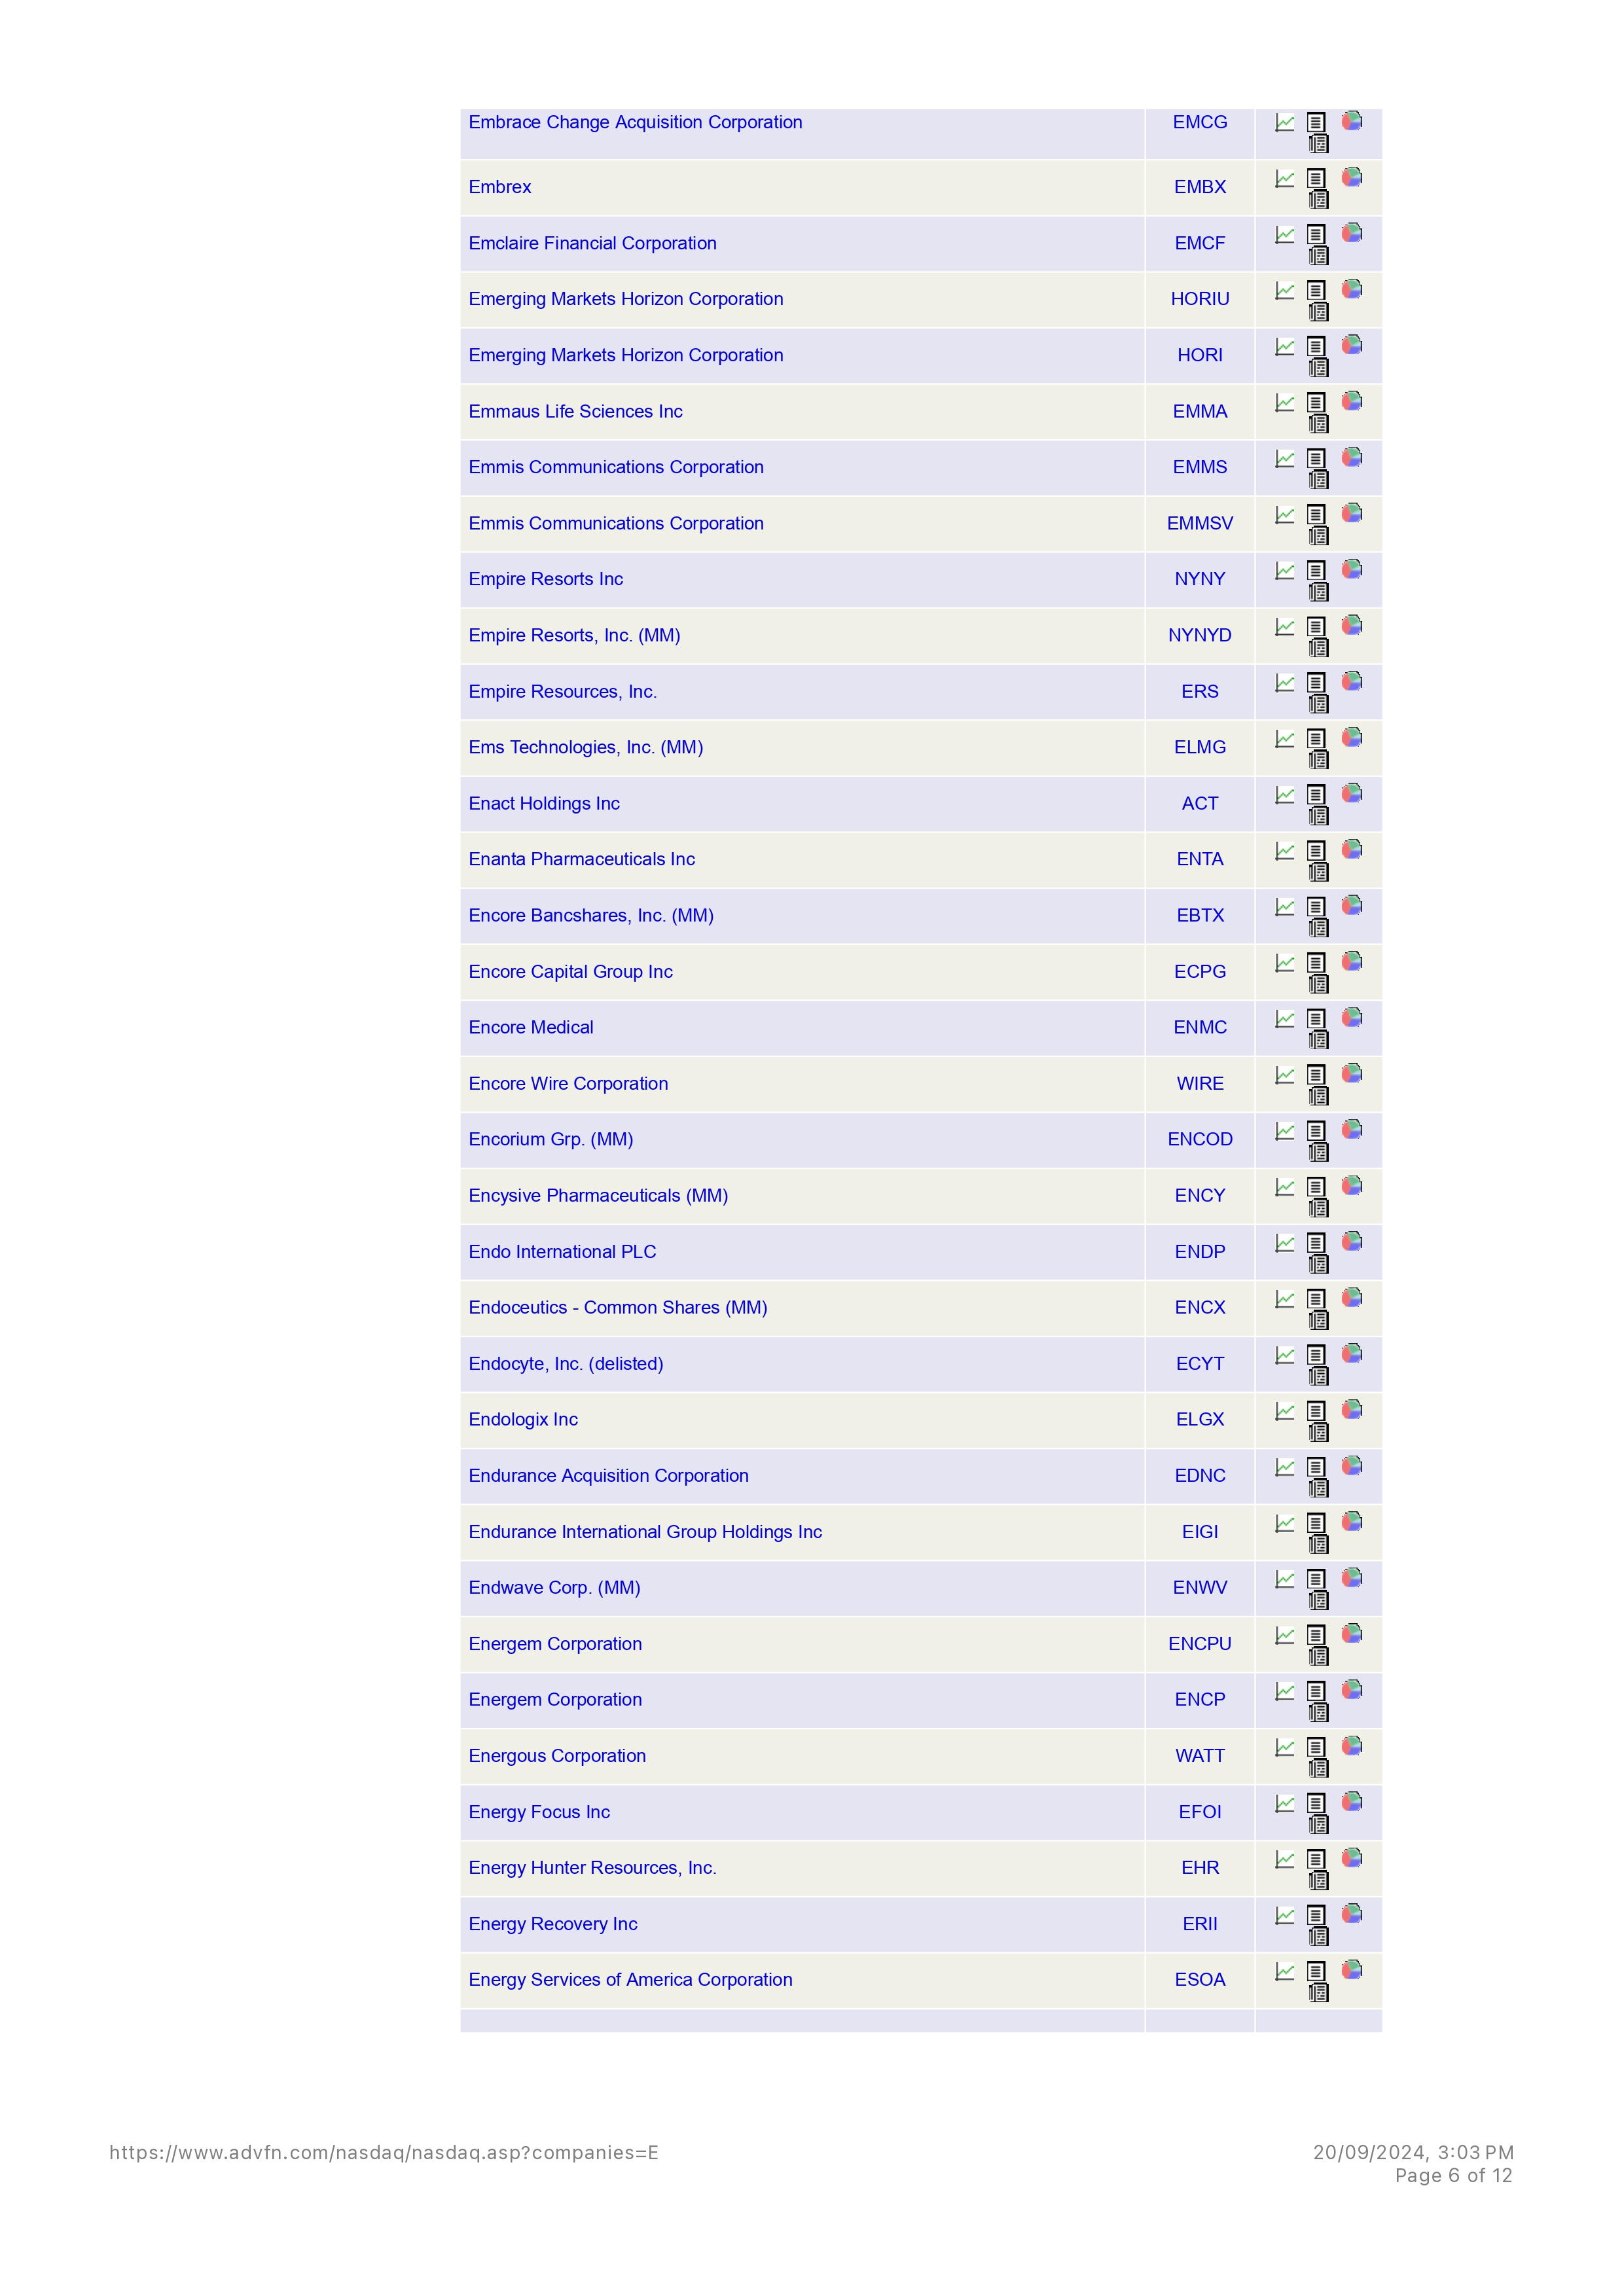 Embrace Change Acquisition Corporation EMCG
Embrex EMBX
Emclaire Financial Corporation EMCF
Emerging Markets Horizon Corporation HORIU
Emerging Markets Horizon Corporation HORI
Emmaus Life Sciences Inc EMMA
Emmis Communications Corporation EMMS
Emmis Communications Corporation EMMSV
Empire Resorts Inc NYNY
Empire Resorts, Inc. (MM) NYNYD
Empire Resources, Inc. ERS
Ems Technologies, Inc. (MM) ELMG
Enact Holdings Inc ACT
Enanta Pharmaceuticals Inc ENTA
Encore Bancshares, Inc. (MM) EBTX
Encore Capital Group Inc ECPG
Encore Medical ENMC
Encore Wire Corporation WIRE
Encorium Grp. (MM) ENCOD
Encysive Pharmaceuticals (MM) ENCY
Endo International PLC ENDP
Endoceutics - Common Shares (MM) ENCX
Endocyte, Inc. (delisted) ECYT
Endologix Inc ELGX
Endurance Acquisition Corporation EDNC
Endurance International Group Holdings Inc EIGI
Endwave Corp. (MM) ENWV
Energem Corporation ENCPU
Energem Corporation ENCP
Energous Corporation WATT
Energy Focus Inc EFOI
Energy Hunter Resources, Inc. EHR
Energy Recovery Inc ERII
Energy Services of America Corporation ESOA
https://www.advfn.com/nasdaq/nasdaq.asp?companies=E 20/09/2024, 3:03 PM
Page 6 of 12